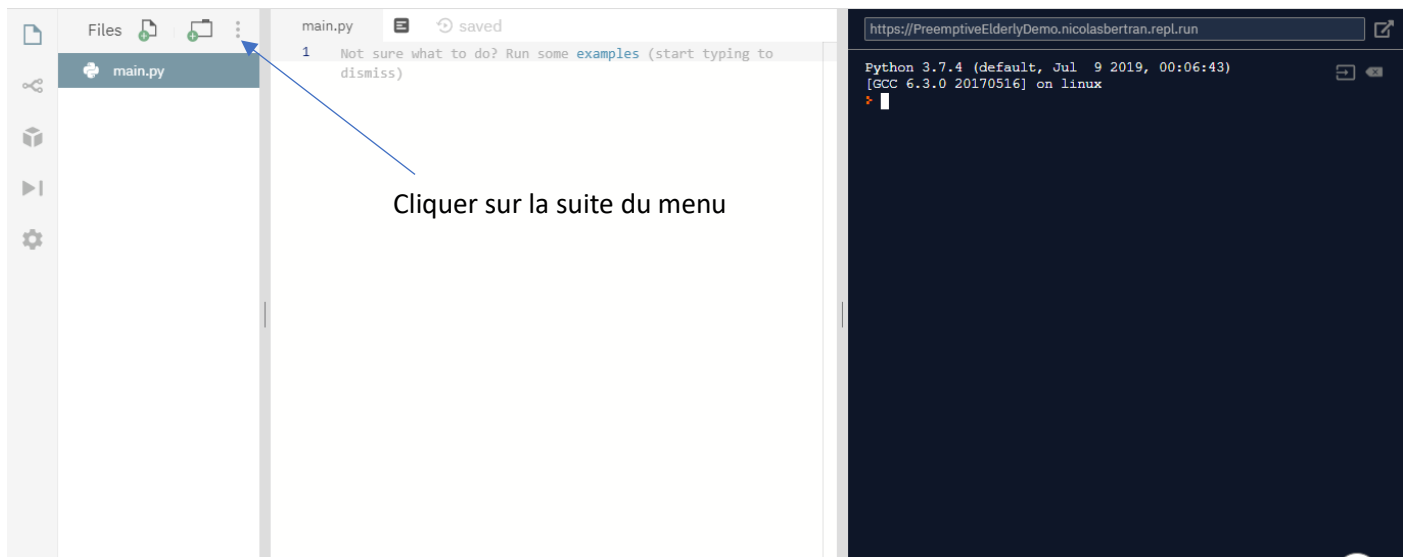 Files
main.py
main.py
saved
1
Not sure what to do? Run some examples (start typing to
dismiss)
Cliquer sur la suite du menu
https://PreemptiveElderlyDemo.nicolasbertran.repl.run
Python 3.7.4 (default, Jul  9 2019, 00:06:43)
[GCC 6.3.0 20170516] on linux